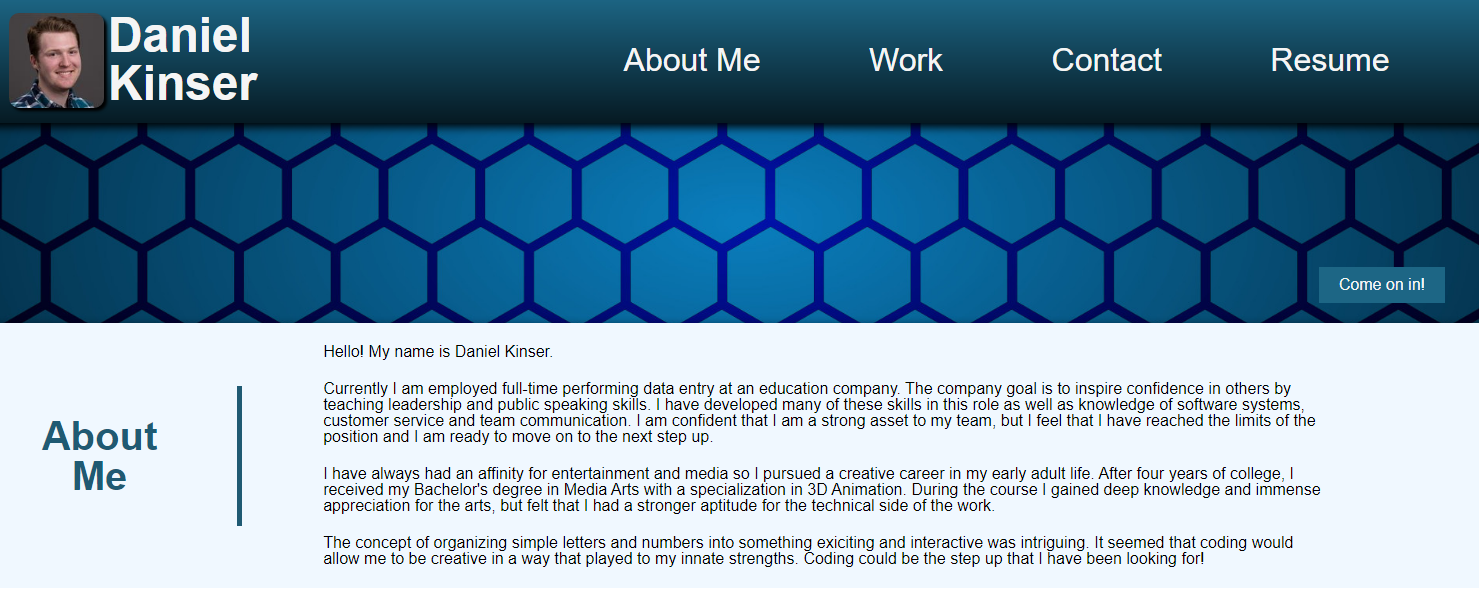 Daniel
Kinser
About Me
Work
Contact
Resume
Come on in!
About
Me
Hello! My name is Daniel Kinser.
Currently I am employed full-time performing data entry at an education company. The company goal is to inspire confidence in others by
teaching leadership and public speaking skills. I have developed many of these skills in this role as well as knowledge of software systems,
customer service and team communication. I am confident that I am a strong asset to my team, but I feel that I have reached the limits of the
position and I am ready to move on to the next step up.
I have always had an affinity for entertainment and media so I pursued a creative career in my early adult life. After four years of college, I
received my Bachelor's degree in Media Arts with a specialization in 3D Animation. During the course I gained deep knowledge and immense
appreciation for the arts, but felt that I had a stronger aptitude for the technical side of the work.
The concept of organizing simple letters and numbers into something exiciting and interactive was intriguing. It seemed that coding would
allow me to be creative in a way that played to my innate strengths. Coding could be the step up that I have been looking for!